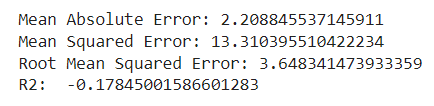 Mean Absolute Error: 2.208845537145911
Mean Squared Error: 13.310395510422234
Root Mean Squared Error: 3.648341473933359
R2:  -0.17845001586601283